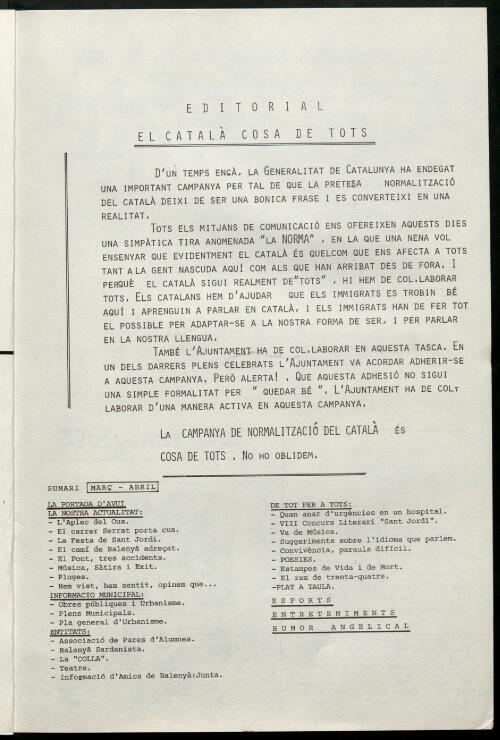 EDITORIAL
EL CATALÀ COSA DE TOTS
D'UN TEMPS ENÇÀ, LA GENERALITAT DE CATALUNYA HA ENDEGAT
UNA IMPORTANT CAMPANYA PER TAL DE QUE LA PRETESA NORMALITZACIÓ
DEL CATALÀ DEIXI DE SER UNA BONICA FRASE I ES CONVERTEIXI EN UNA
REALITAT.
TOTS ELS MITJANS DE COMUNICACIÓ ENS OFEREIXEN AQUESTS DIES
UNA SIMPÀTICA TIRA ANOMENADA "LA NORMA" , EN LA QUE UNA NENA VOL
ENSENYAR QUE EVIDENTMENT EL CATALÀ ÉS QUELCOM QUE ENS AFECTA A TOTS
TANT A LA GENT NASCUDA AQUÍ COM ALS QUE HAN ARRIBAT DES DE FORA. I
PERQUÈ EL CATALÀ SIGUI REALMENT DE"TOTS" , HI HEM DE COL.LABORAR
TOTS. ELS CATALANS HEM D'AJUDAR QUE ELS IMMIGRATS ES TROBIN BÉ
AQUÍ I APRENGUIN A PARLAR EN CATALÀ, I ELS IMMIGRATS HAN DE FER TOT
EL POSSIBLE PER ADAPTAR-SE A LA NOSTRA FORMA DE SER, I PER PARLAR
EN LA NOSTRA LLENGUA.
TAMBÉ L'AJUNTAMENT HA DE COL.LABORAR EN AQUESTA TASCA. EN
UN DELS DARRERS PLENS CELEBRATS L'AJUNTAMENT VA ACORDAR ADHERIR-SE
A AQUESTA CAMPANYA. PERÒ ALERTA! . QUE AQUESTA ADHESIÓ NO SIGUI
UNA SIMPLE FORMALITAT PER " QUEDAR BÉ ". L'AJUNTAMENT HA DE COL.
LABORAR D'UNA MANERA ACTIVA EN AQUESTA CAMPANYA.
LA CAMPANYA DE NORMALITZACIÓ DEL CATALÀ ÉS
COSA DE TOTS . NO HO OBLIDEM.
SUMARI MARÇ - ABRIL
LA PORTADA D'AVUI
LA NOSTRA ACTUALITAT:
- L'Aplec del Ous.
- El carrer Serrat porta cua.
- La Festa de Sant Jordi.
- El camí de Balenyà adreçat.
- El Pont, tres accidents.
- Música, Sàtira i Exit.
- Pluges.
- Hem vist, hem sentit, opinem que...
INFORMACIO MUNICIPAL:
- Obres públiques i Urbanisme.
- Plens Municipals.
- Pla general d'Urbanisme.
ENTITATS:
- Associació de Pares d'Alumnes.
- Balenyà Sardanista.
- La "COLLA".
- Teatre.
- Informació d'Amics de Balenyà:Junta.
DE TOT PER A TOTS:
- Quan anar d'urgències en un hospital.
- VIII Concurs Literari "Sant Jordi".
- Va de Música.
- Suggeriments sobre l'idioma que parlem.
- Convivència, paraula difícil.
- POESIES.
- Estampes de Vida i de Mort.
- El rem de trenta-quatre.
-PLAT A TAULA.
ESPORTS
ENTRETENIMENTS
HUMOR ANGELICAL